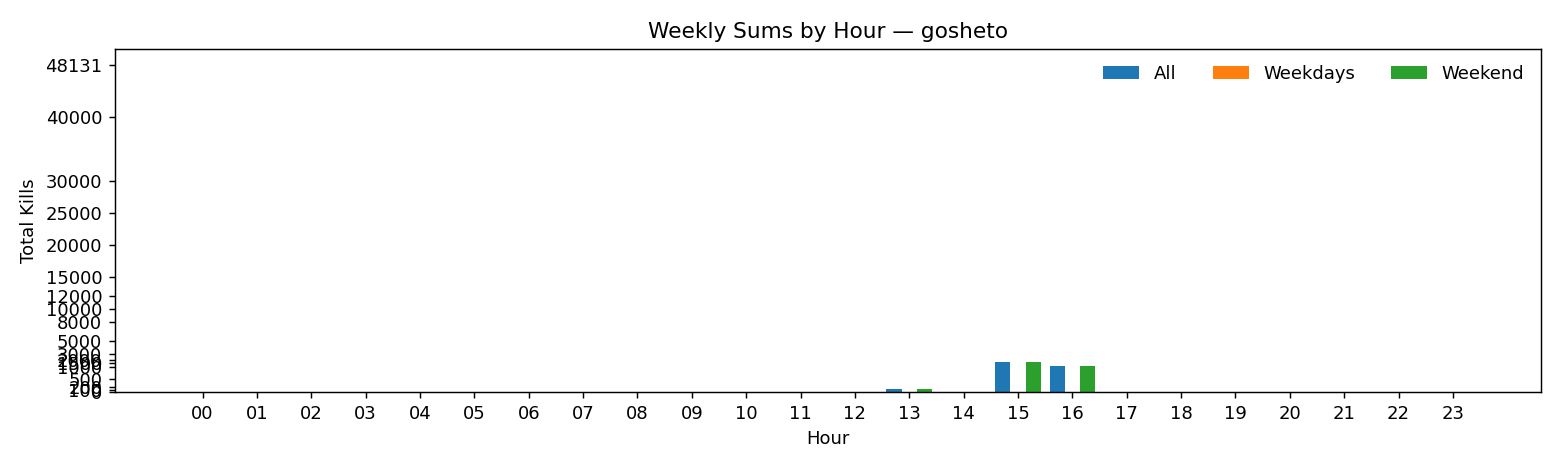 Weekly Sums by Hour — gosheto
All Weekdays Weekend
48131
40000
30000
25000
20000
15000
12000
10000
8000
5000
3000
1000
500
Total Kills
00 01 02 03 04 05 06 07 08 09 10 11 12 13 14 15 16 17 18 19 20 21 22 23
Hour